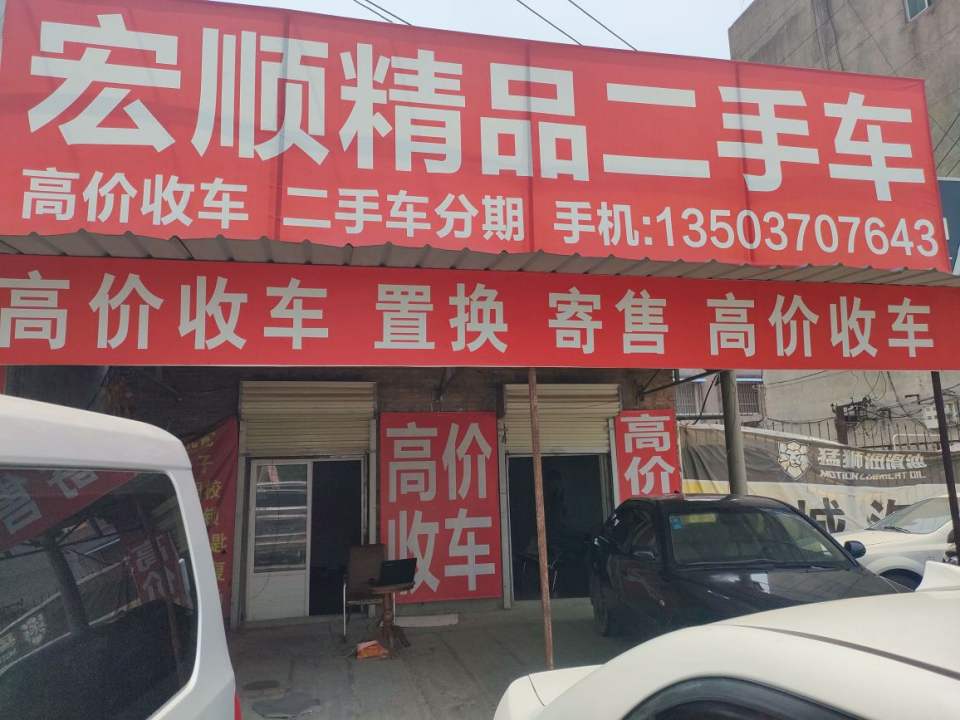 宏顺精品二手车
高价收车 二手车分期 手机:13503707643
高价收车 置换 寄售 高价收车
高价
收车
高
价
猛狮润滑油
MOTION LUBRICANT OIL